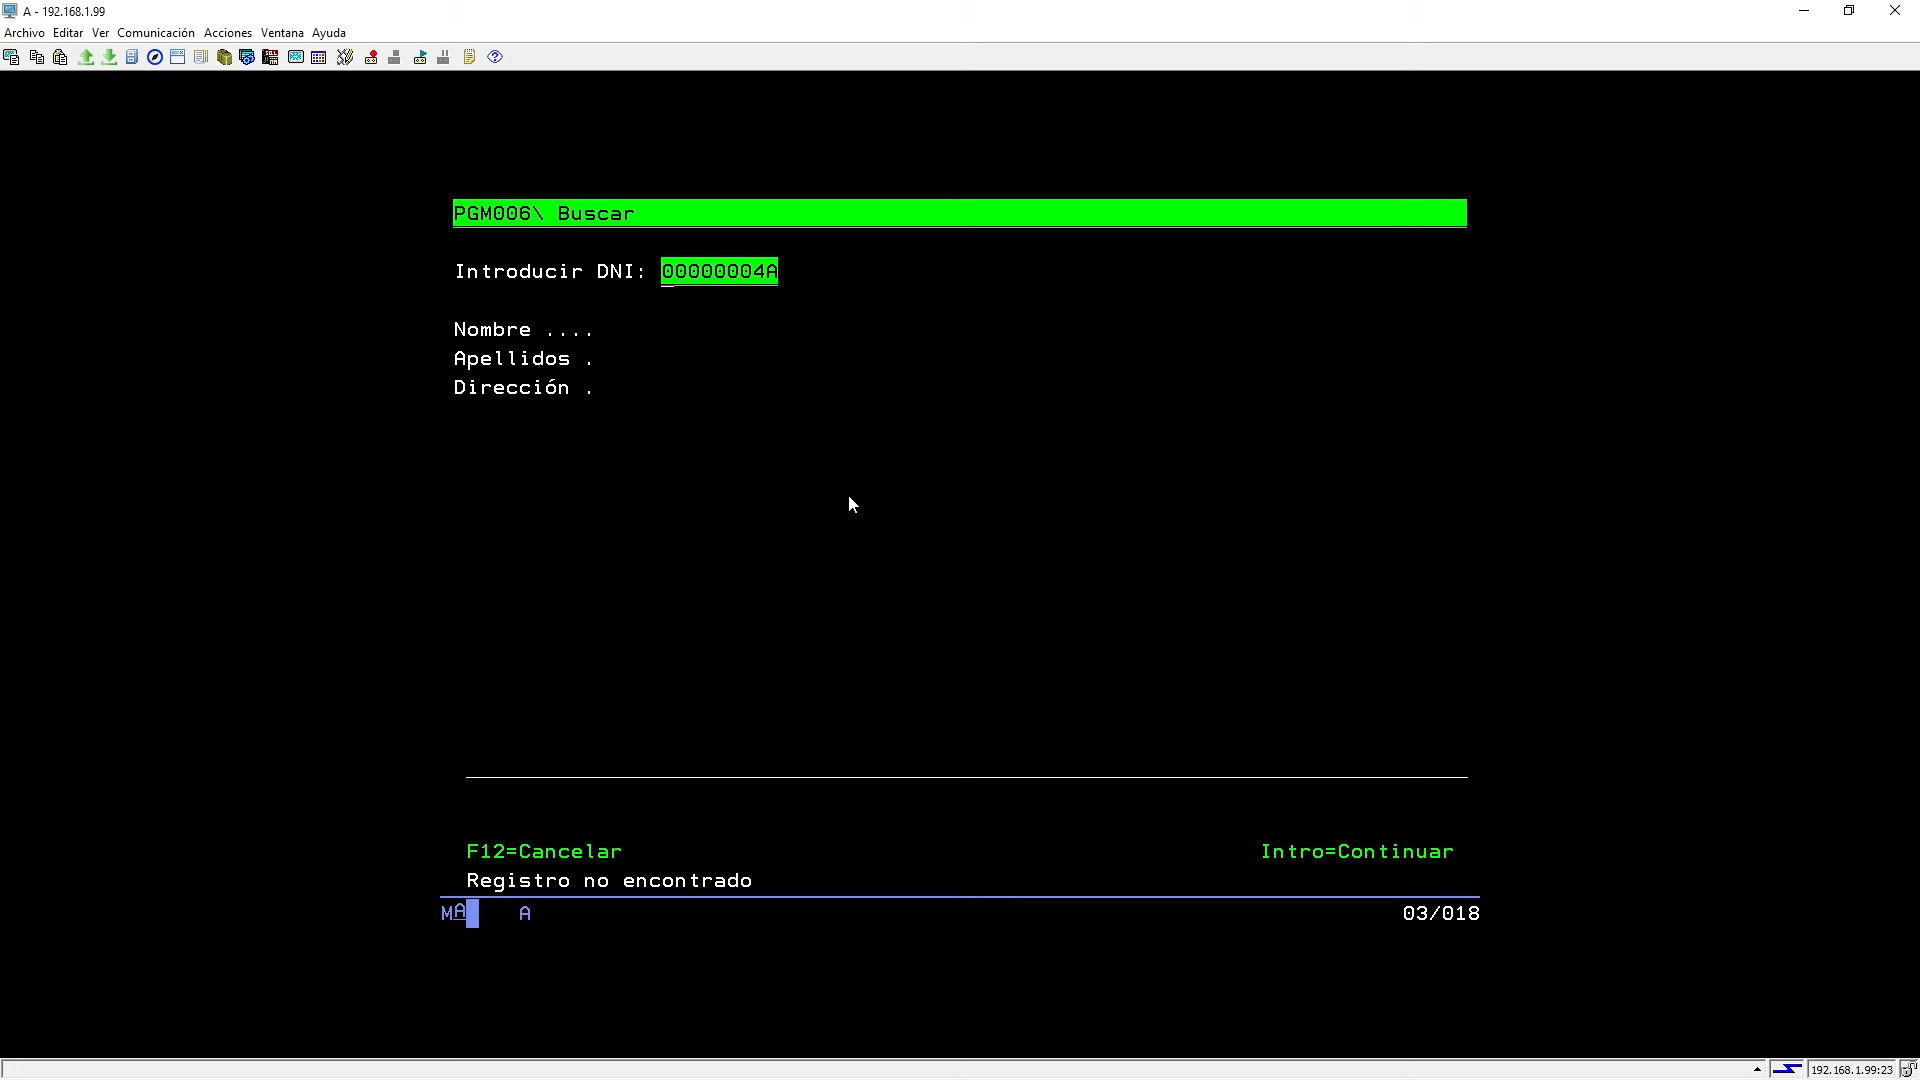 A - 192.168.1.99
Archivo Editar Ver Comunicación Acciones Ventana Ayuda
PGM006\ Buscar
Introducir DNI: 00000004A
Nombre ....
Apellidos .
Dirección .
F12=Cancelar Intro=Continuar
Registro no encontrado
MA A 03/018
192.168.1.99:23